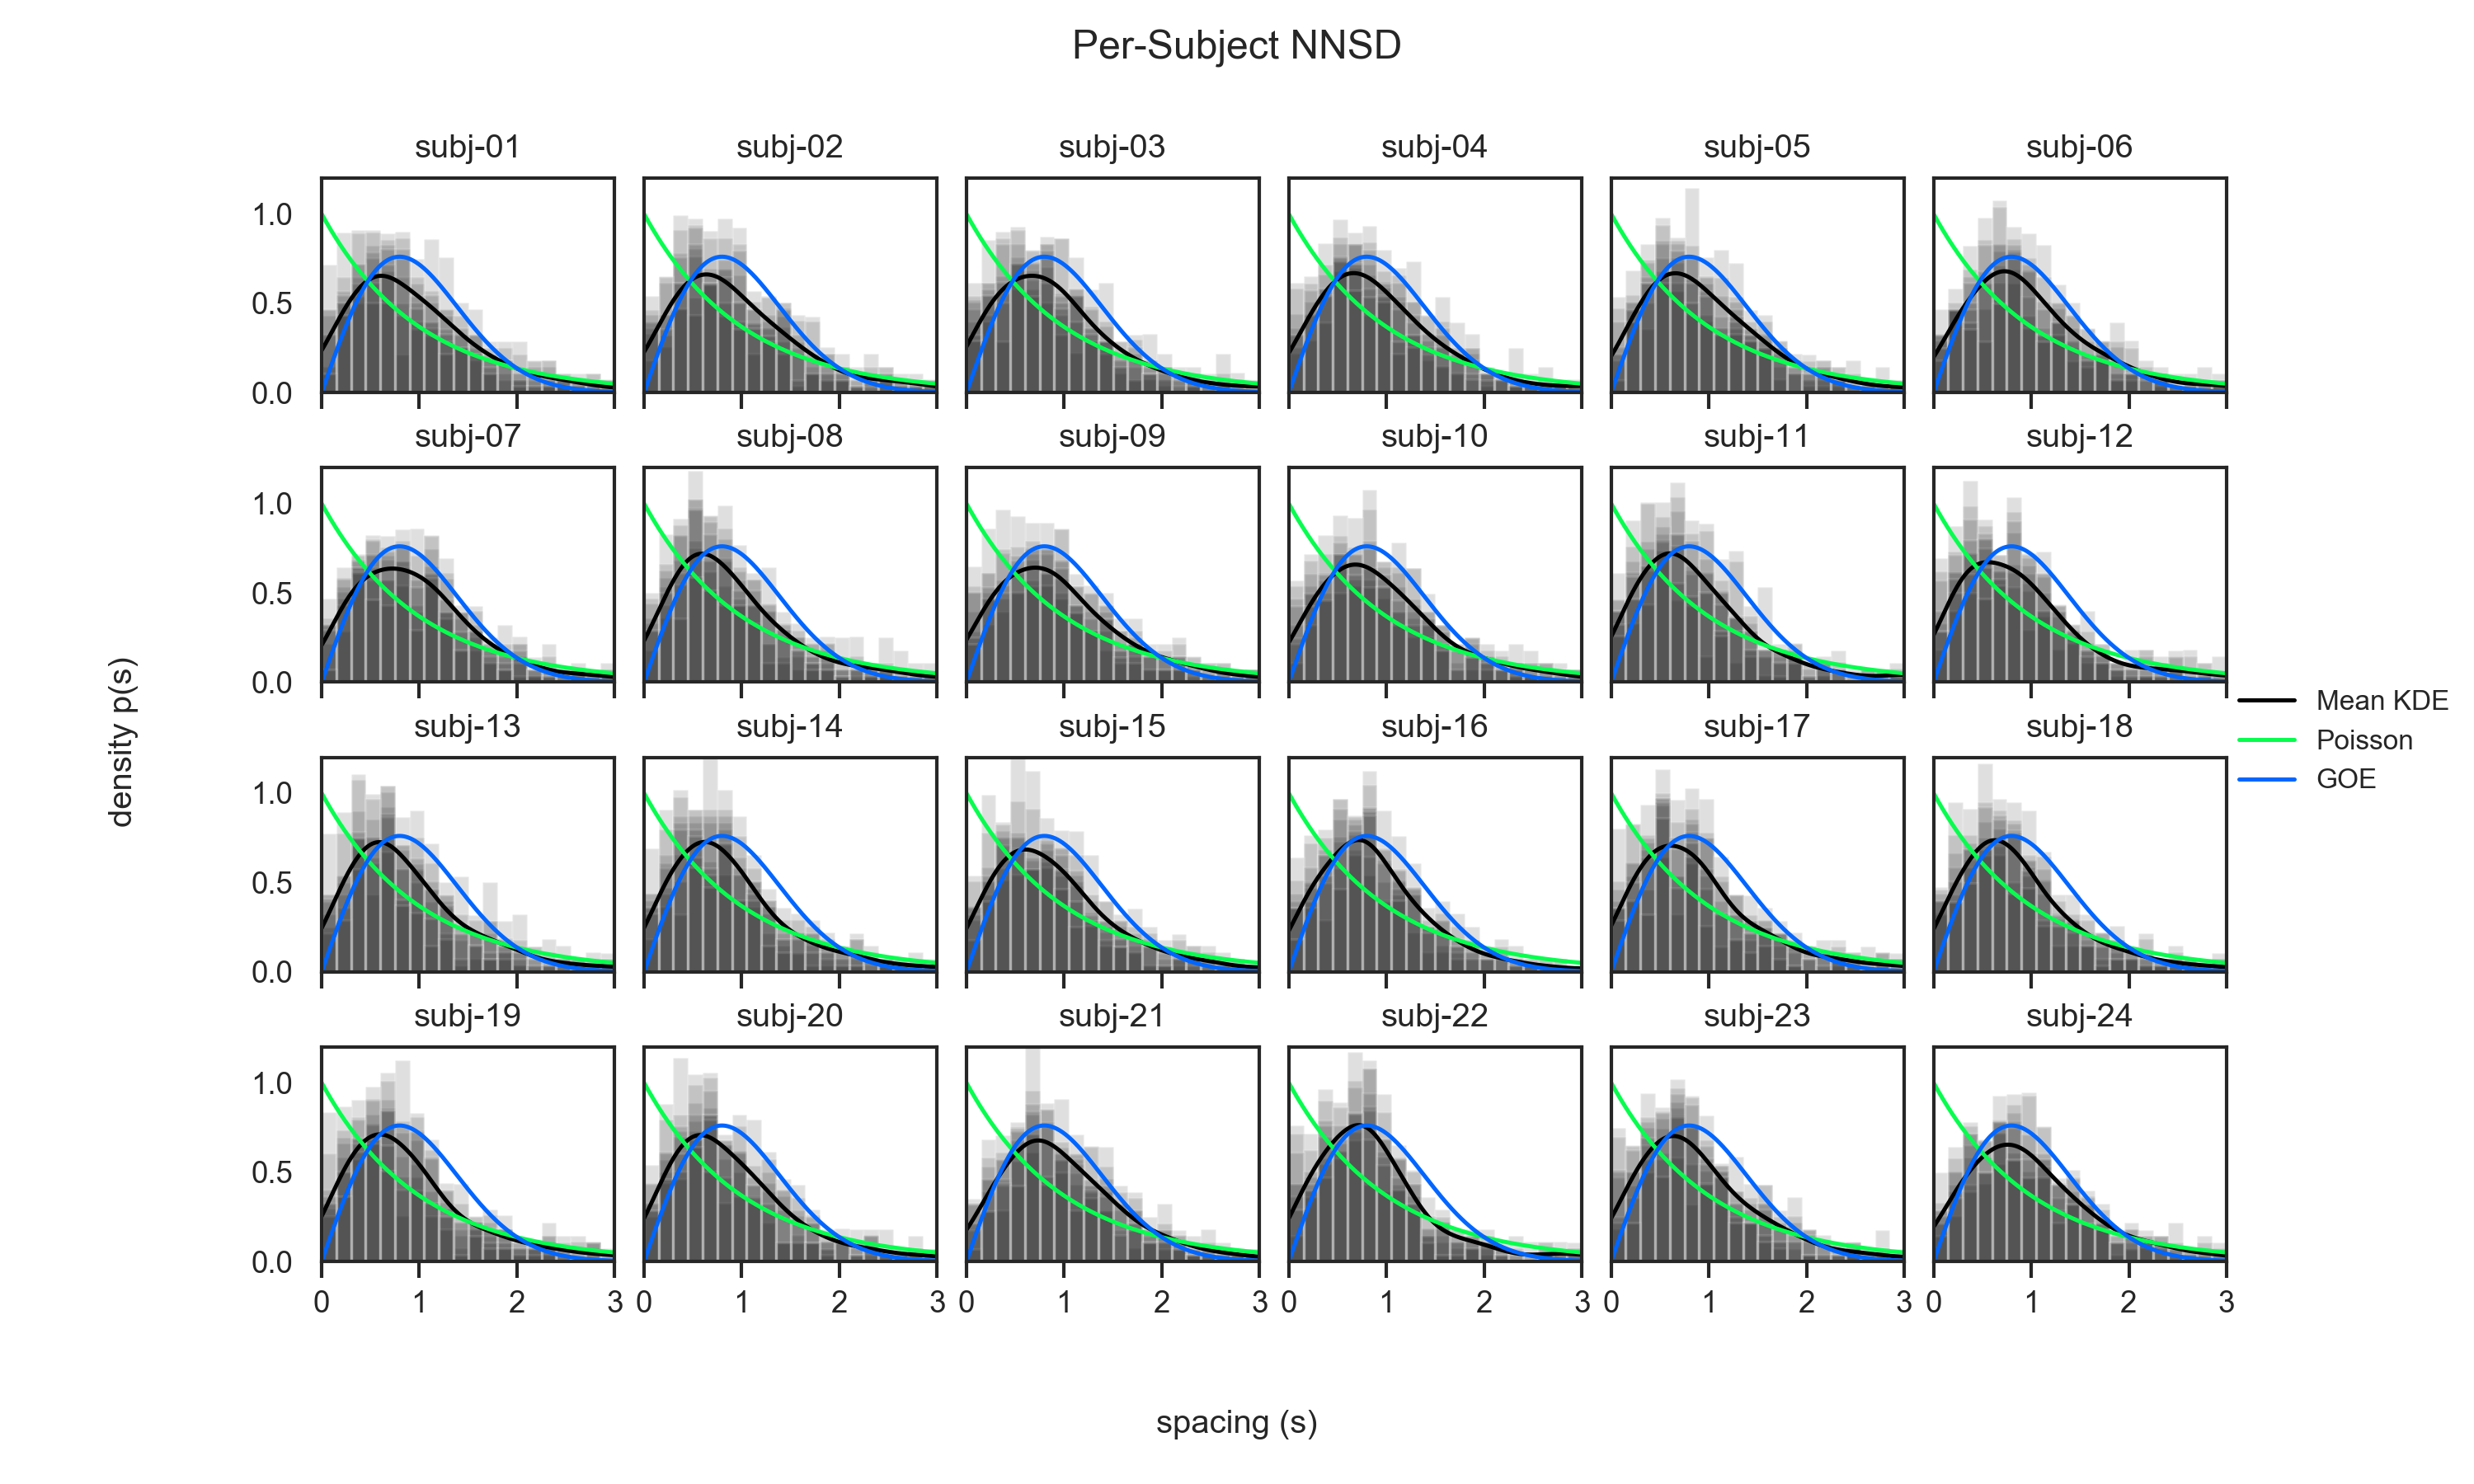 Per-Subject NNSD
subj-01 subj-02 subj-03 subj-04 subj-05 subj-06
1.0
0.5
0.0
subj-07 subj-08 subj-09 subj-10 subj-11 subj-12
1.0
0.5
0.0
density p(s)
Mean KDE
Poisson
GOE
subj-13 subj-14 subj-15 subj-16 subj-17 subj-18
1.0
0.5
0.0
subj-19 subj-20 subj-21 subj-22 subj-23 subj-24
1.0
0.5
0.0
0 1 2 3 0 1 2 3 0 1 2 3 0 1 2 3 0 1 2 3 0 1 2 3
spacing (s)